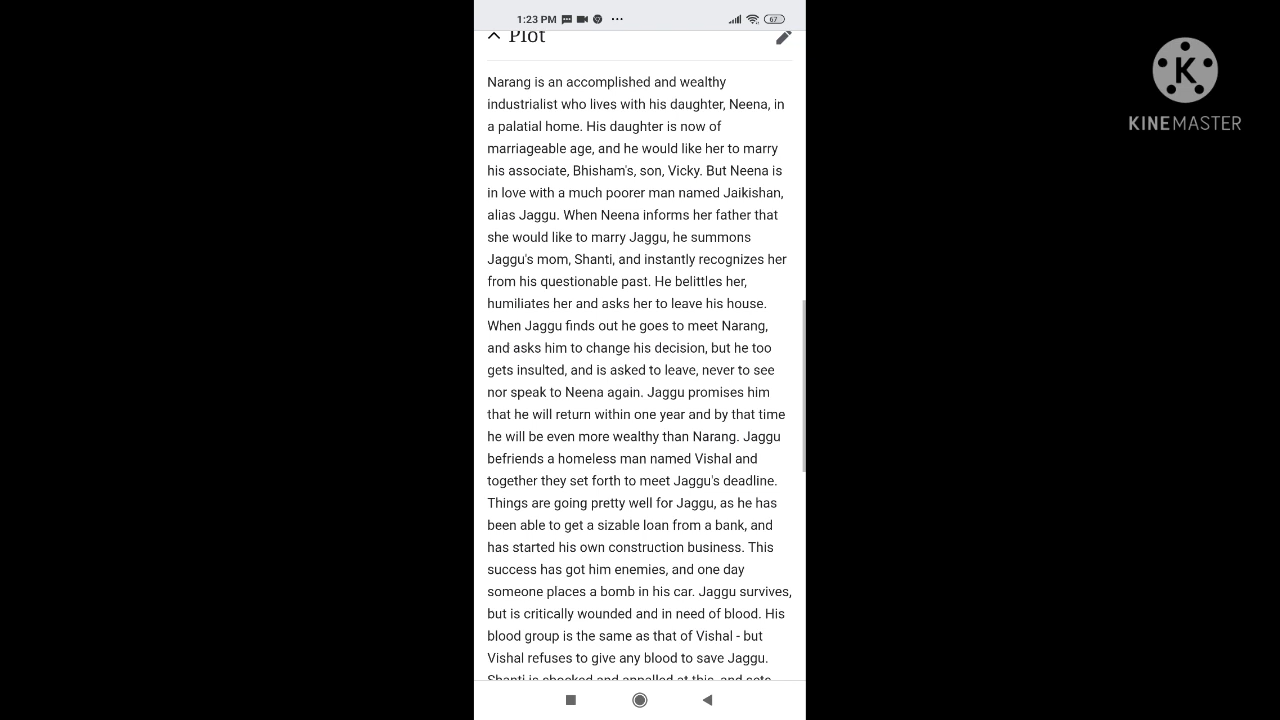 1:23 PM
67
Plot
Narang is an accomplished and wealthy
industrialist who lives with his daughter, Neena, in
a palatial home. His daughter is now of
marriageable age, and he would like her to marry
his associate, Bhisham's, son, Vicky. But Neena is
in love with a much poorer man named Jaikishan,
alias Jaggu. When Neena informs her father that
she would like to marry Jaggu, he summons
Jaggu's mom, Shanti, and instantly recognizes her
from his questionable past. He belittles her,
humiliates her and asks her to leave his house.
When Jaggu finds out he goes to meet Narang,
and asks him to change his decision, but he too
gets insulted, and is asked to leave, never to see
nor speak to Neena again. Jaggu promises him
that he will return within one year and by that time
he will be even more wealthy than Narang. Jaggu
befriends a homeless man named Vishal and
together they set forth to meet Jaggu's deadline.
Things are going pretty well for Jaggu, as he has
been able to get a sizable loan from a bank, and
has started his own construction business. This
success has got him enemies, and one day
someone places a bomb in his car. Jaggu survives,
but is critically wounded and in need of blood. His
blood group is the same as that of Vishal - but
Vishal refuses to give any blood to save Jaggu.
Shanti is shocked and appalled at this, and sets
K
KINEMASTER